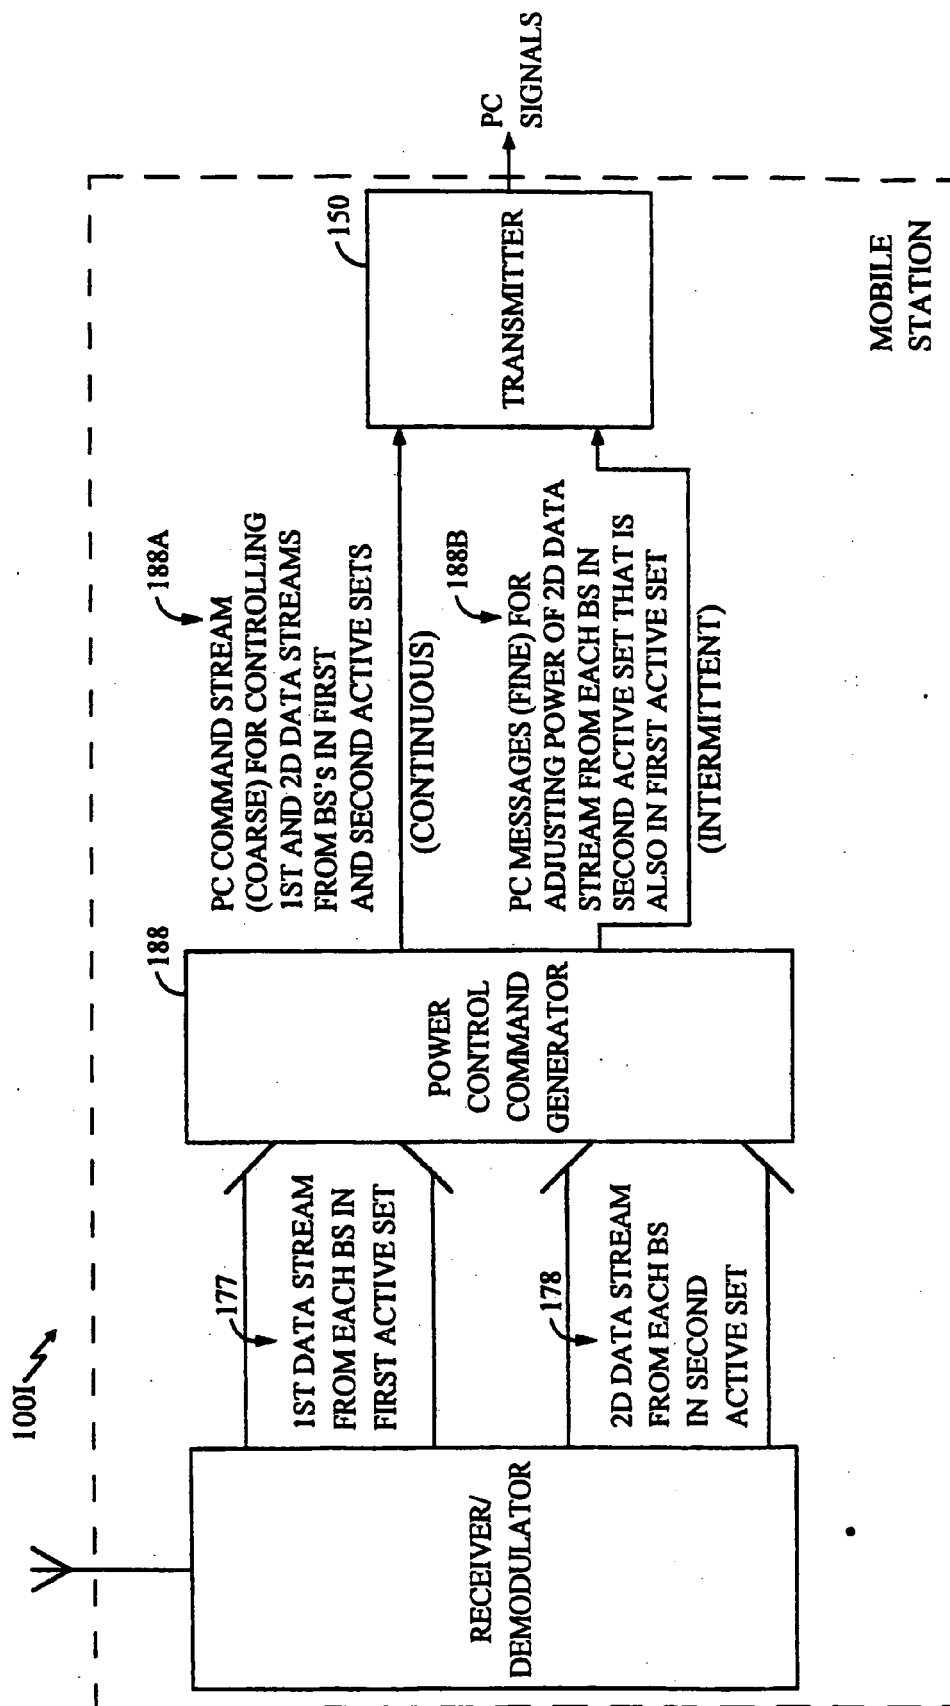 100I
RECEIVER/
DEMODULATOR
177
1ST DATA STREAM
FROM EACH BS IN
FIRST ACTIVE SET
178
2D DATA STREAM
FROM EACH BS
IN SECOND
ACTIVE SET
188
POWER
CONTROL
COMMAND
GENERATOR
188A
PC COMMAND STREAM
(COARSE) FOR CONTROLLING
1ST AND 2D DATA STREAMS
FROM BS's IN FIRST
AND SECOND ACTIVE SETS
(CONTINUOUS)
188B
PC MESSAGES (FINE) FOR
ADJUSTING POWER OF 2D DATA
STREAM FROM EACH BS IN
SECOND ACTIVE SET THAT IS
ALSO IN FIRST ACTIVE SET
(INTERMITTENT)
150
TRANSMITTER
PC
SIGNALS
MOBILE
STATION